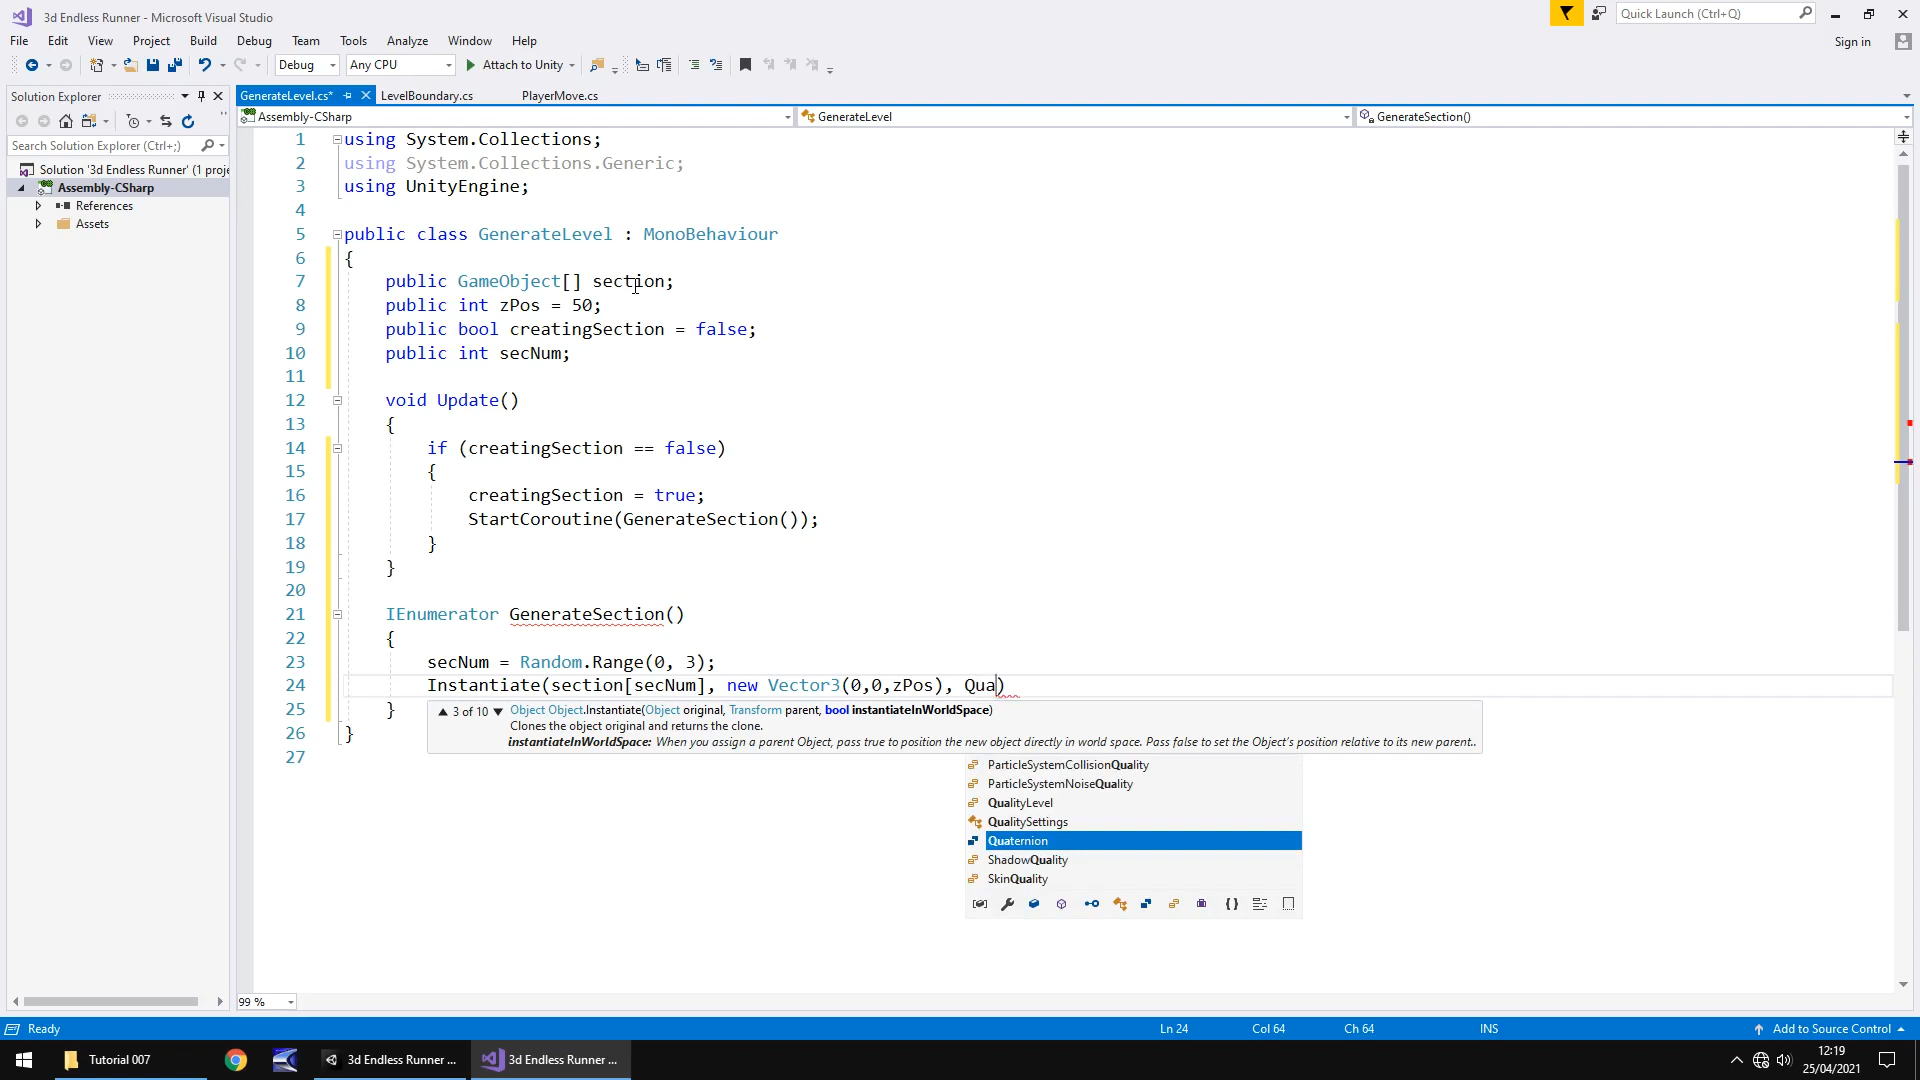 3d Endless Runner - Microsoft Visual Studio
Quick Launch (Ctrl+Q)
File Edit View Project Build Debug Team Tools Analyze Window Help
Sign in
Debug Any CPU Attach to Unity
Solution Explorer
GenerateLevel.cs* LevelBoundary.cs PlayerMove.cs
Assembly-CSharp GenerateLevel GenerateSection()
Search Solution Explorer (Ctrl+;)
Solution '3d Endless Runner' (1 proje
Assembly-CSharp
References
Assets
1 using System.Collections;
2 using System.Collections.Generic;
3 using UnityEngine;
4
5 public class GenerateLevel : MonoBehaviour
6 {
7 public GameObject[] section;
8 public int zPos = 50;
9 public bool creatingSection = false;
10 public int secNum;
11
12 void Update()
13 {
14 if (creatingSection == false)
15 {
16 creatingSection = true;
17 StartCoroutine(GenerateSection());
18 }
19 }
20
21 IEnumerator GenerateSection()
22 {
23 secNum = Random.Range(0, 3);
24 Instantiate(section[secNum], new Vector3(0,0,zPos), Qua)
25 }
26 }
27
3 of 10 Object Object.Instantiate(Object original, Transform parent, bool instantiateInWorldSpace)
Clones the object original and returns the clone.
instantiateInWorldSpace: When you assign a parent Object, pass true to position the new object directly in world space. Pass false to set the Object's position relative to its new parent..
ParticleSystemCollisionQuality
ParticleSystemNoiseQuality
QualityLevel
QualitySettings
Quaternion
ShadowQuality
SkinQuality
99 %
Ready Ln 24 Col 64 Ch 64 INS Add to Source Control
Tutorial 007 3d Endless Runner ... 3d Endless Runner ...
12:19
25/04/2021